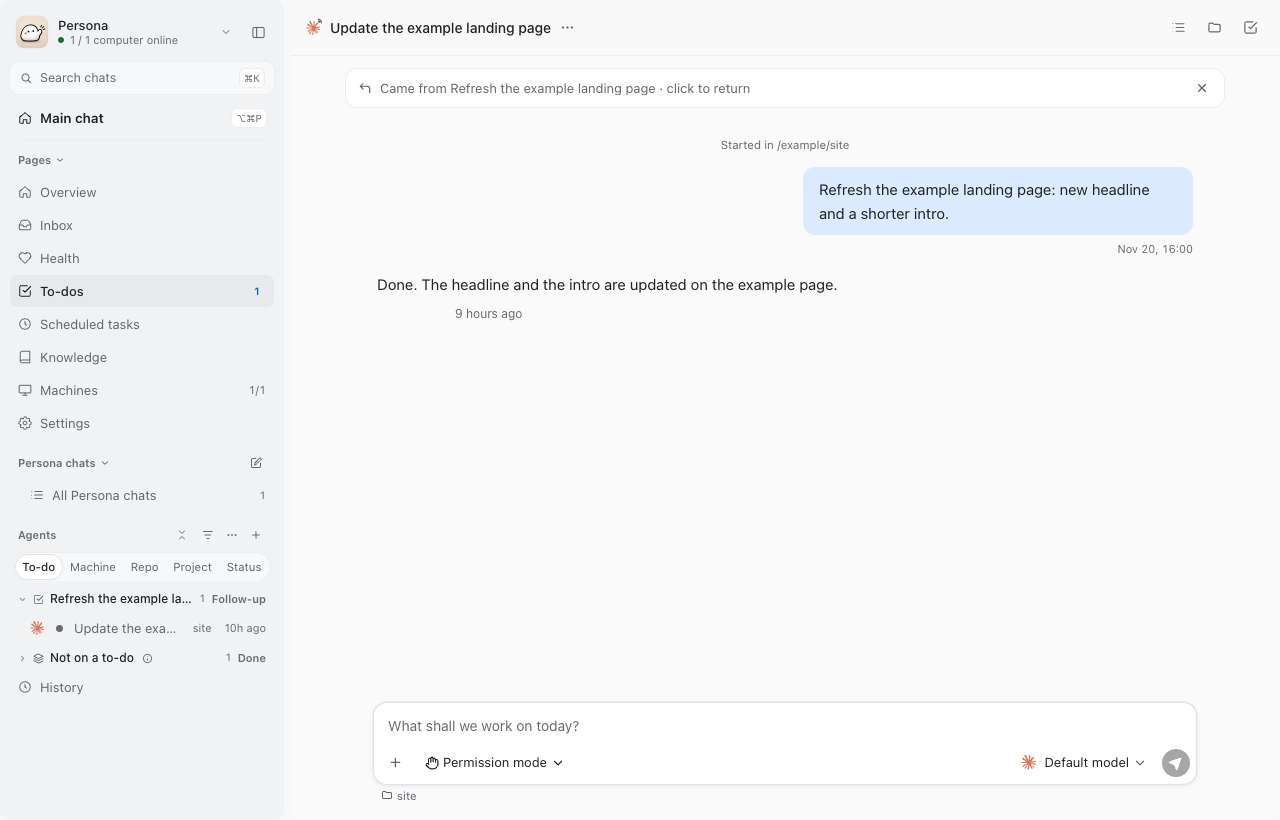 Persona
1 / 1 computer online
Search chats
⌘K
Main chat
⌥⌘P
Pages
Overview
Inbox
Health
To-dos
1
Scheduled tasks
Knowledge
Machines
1/1
Settings
Persona chats
All Persona chats
1
Agents
To-do Machine Repo Project Status
Refresh the example la... 1 Follow-up
Update the exa... site 10h ago
Not on a to-do 1 Done
History
Update the example landing page
Came from Refresh the example landing page · click to return
Started in /example/site
Refresh the example landing page: new headline
and a shorter intro.
Nov 20, 16:00
Done. The headline and the intro are updated on the example page.
9 hours ago
What shall we work on today?
Permission mode
Default model
site